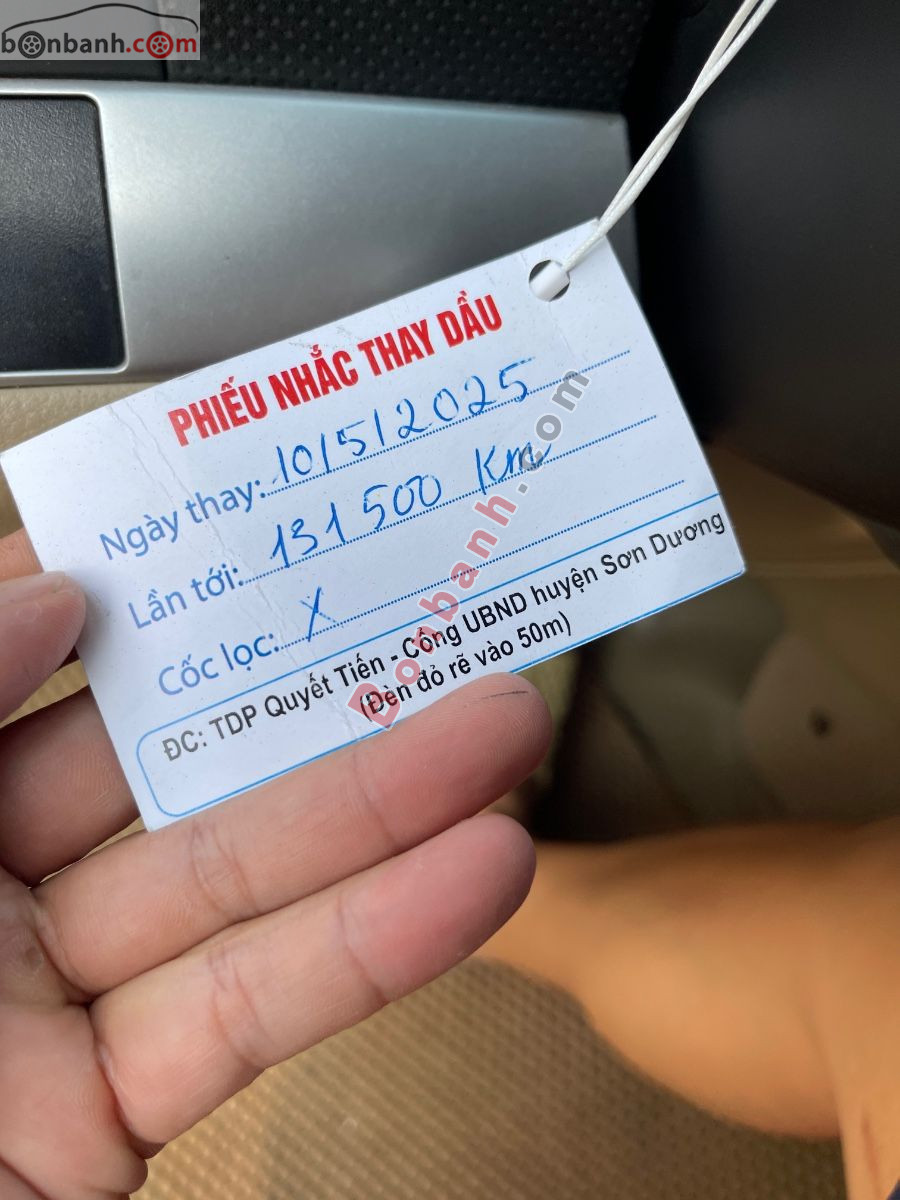 bonbanh.com
PHIẾU NHẮC THAY DẦU
Ngày thay: 10/5/2025
Lần tới: 131500 Km
Cốc lọc: X
ĐC: TDP Quyết Tiến - Cổng UBND huyện Sơn Dương
(Đèn đỏ rẽ vào 50m)
Bonbanh.com